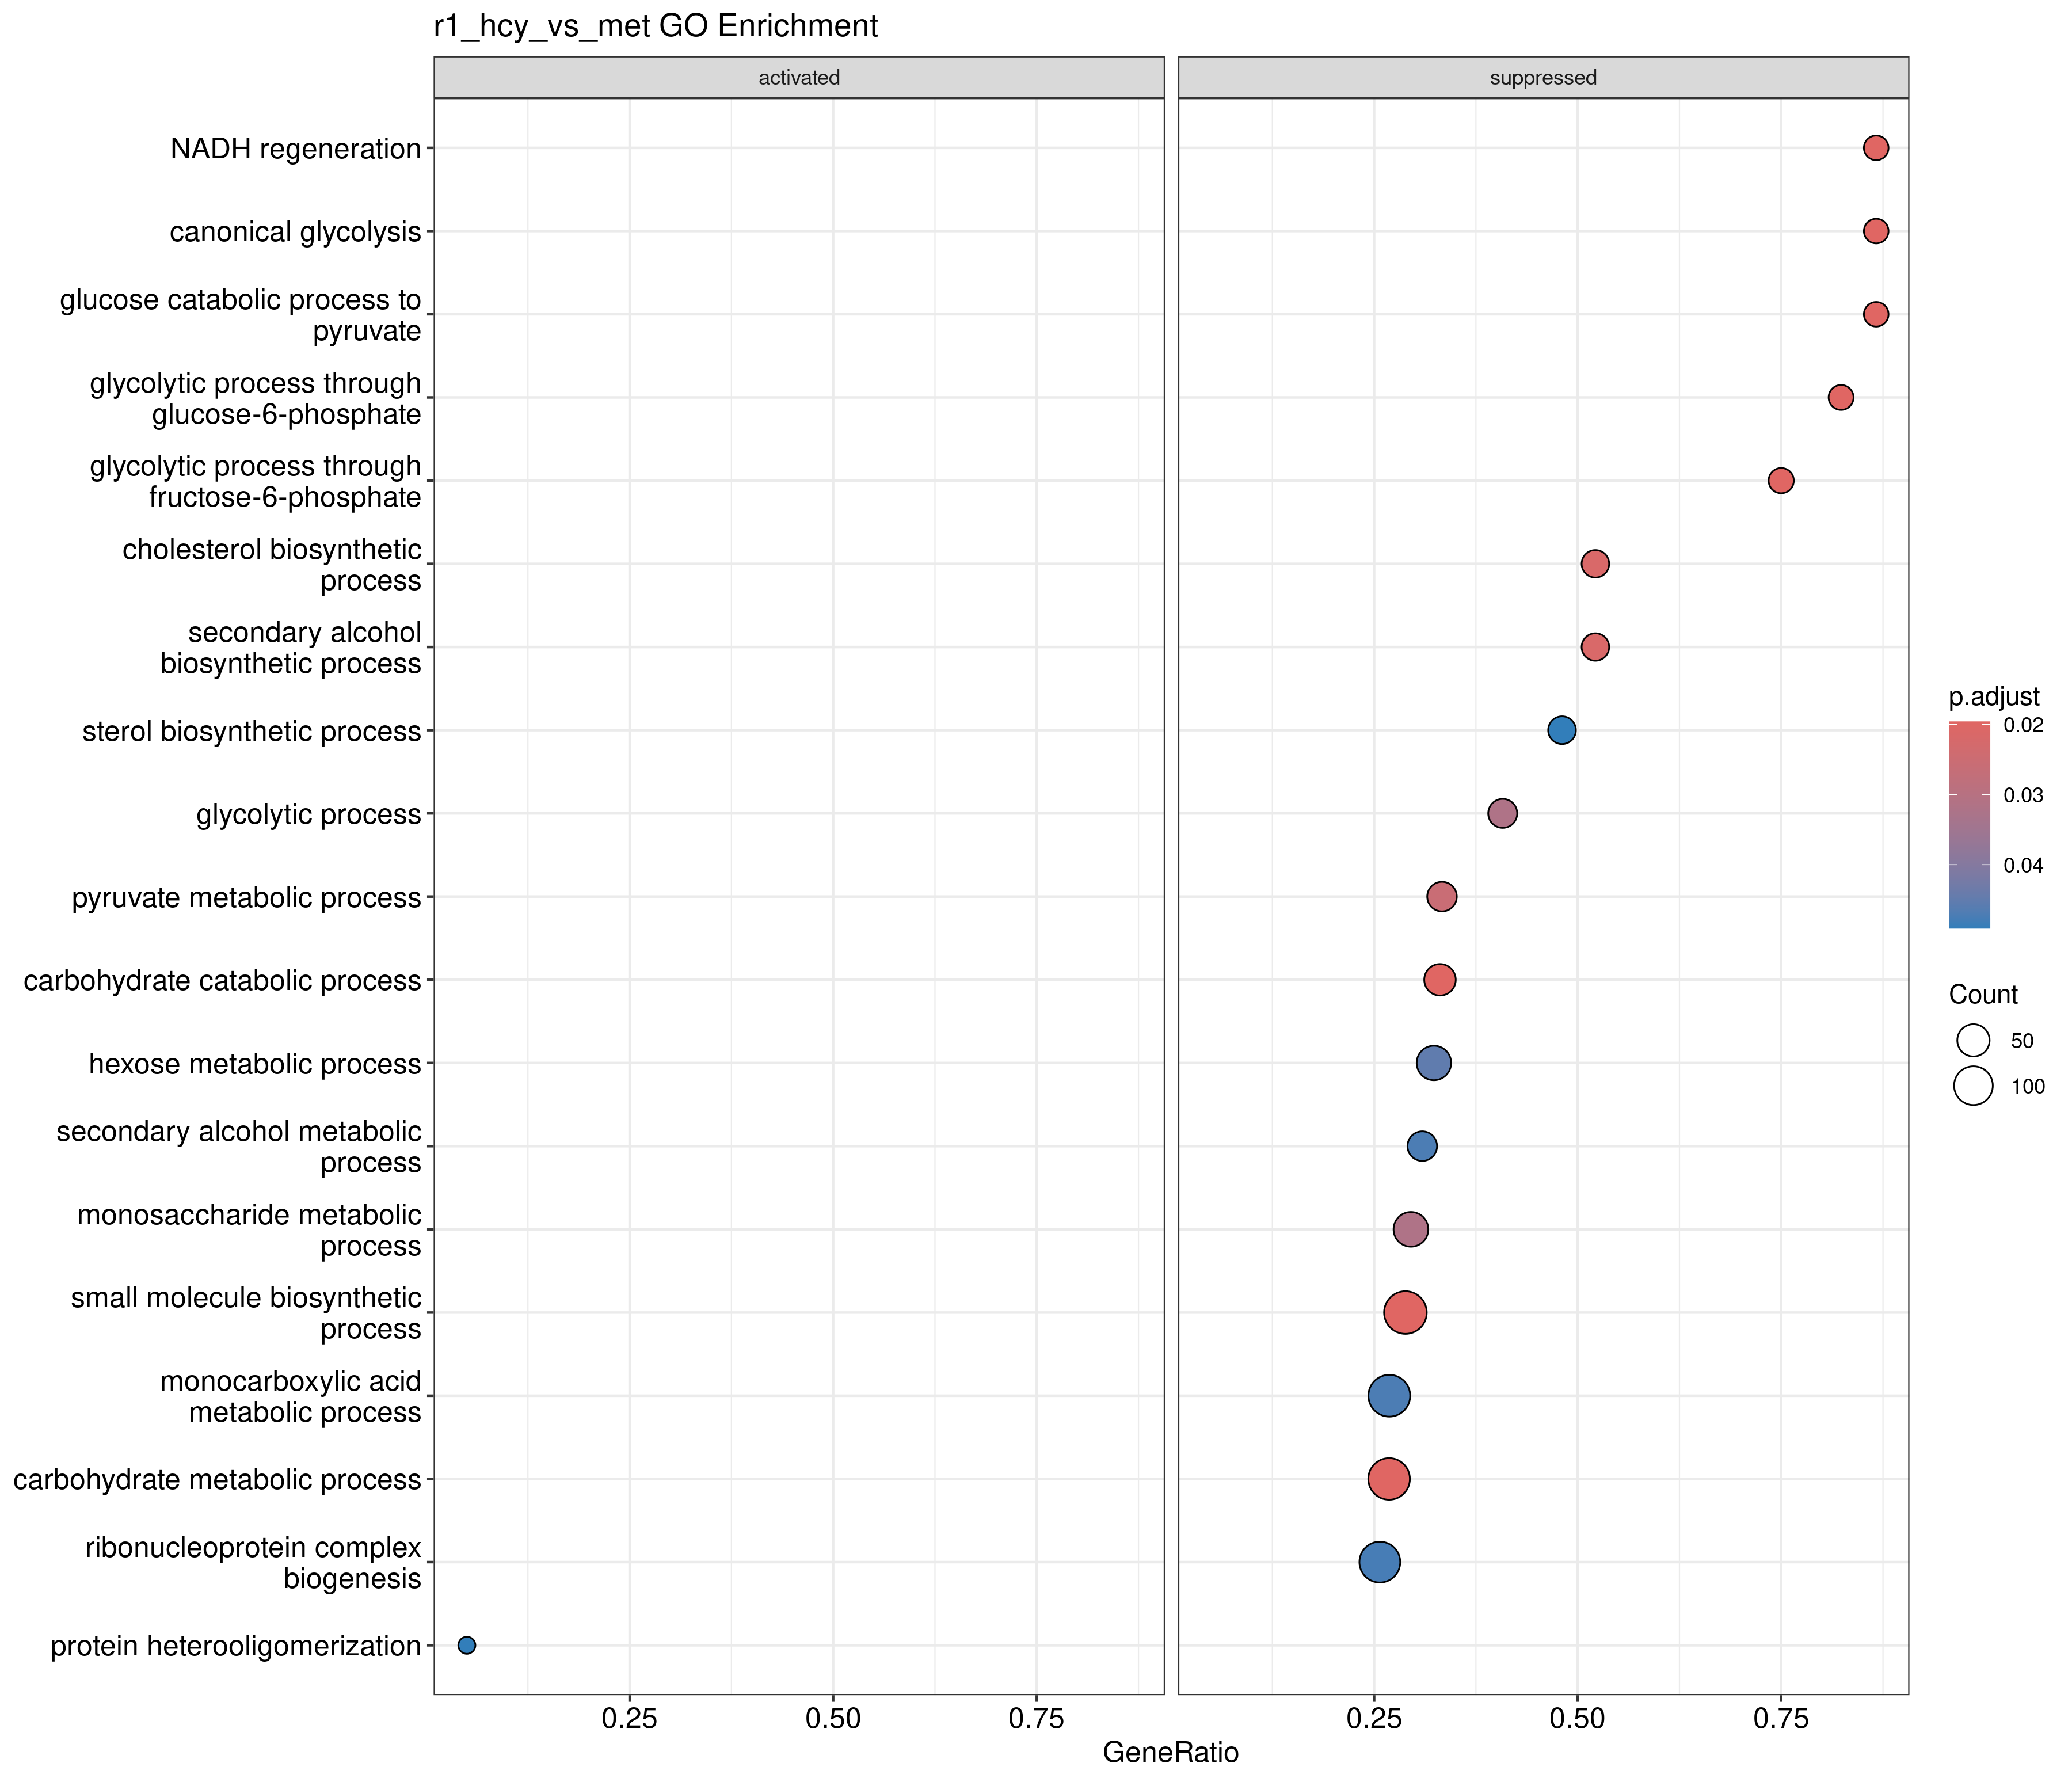 r1_hcy_vs_met GO Enrichment
activated
suppressed
NADH regeneration
canonical glycolysis
glucose catabolic process to
pyruvate
glycolytic process through
glucose-6-phosphate
glycolytic process through
fructose-6-phosphate
cholesterol biosynthetic
process
secondary alcohol
biosynthetic process
sterol biosynthetic process
glycolytic process
pyruvate metabolic process
carbohydrate catabolic process
hexose metabolic process
secondary alcohol metabolic
process
monosaccharide metabolic
process
small molecule biosynthetic
process
monocarboxylic acid
metabolic process
carbohydrate metabolic process
ribonucleoprotein complex
biogenesis
protein heterooligomerization
0.25 0.50 0.75
0.25 0.50 0.75
GeneRatio
p.adjust
0.02
0.03
0.04
Count
50
100